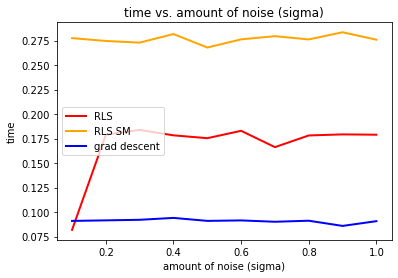 time vs. amount of noise (sigma)
0.275
0.250
0.225
0.200
0.175
0.150
0.125
0.100
0.075
time
RLS
RLS SM
grad descent
0.2
0.4
0.6
0.8
1.0
amount of noise (sigma)